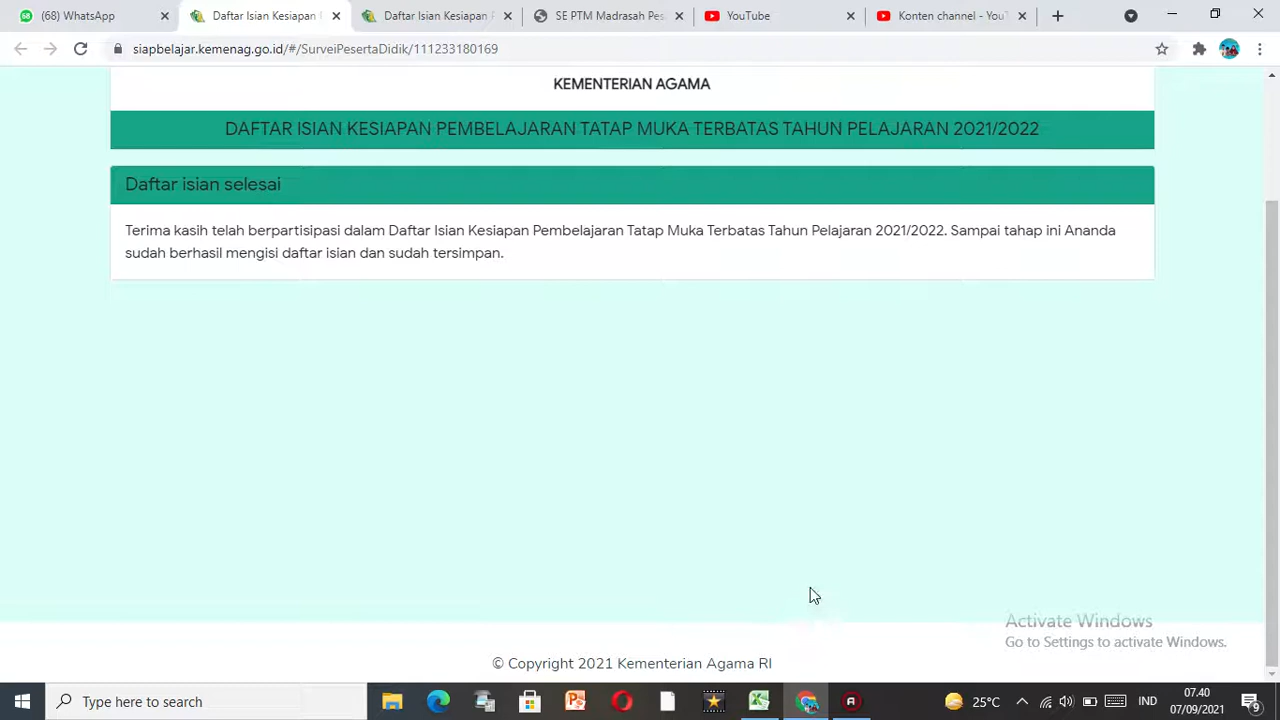 (68) WhatsApp
Daftar Isian Kesiapan
Daftar Isian Kesiapan
SE PTM Madrasah Pes
YouTube
Konten channel - You
siapbelajar.kemenag.go.id/#/SurveiPesertaDidik/111233180169
KEMENTERIAN AGAMA
DAFTAR ISIAN KESIAPAN PEMBELAJARAN TATAP MUKA TERBATAS TAHUN PELAJARAN 2021/2022
Daftar isian selesai
Terima kasih telah berpartisipasi dalam Daftar Isian Kesiapan Pembelajaran Tatap Muka Terbatas Tahun Pelajaran 2021/2022. Sampai tahap ini Ananda
sudah berhasil mengisi daftar isian dan sudah tersimpan.
Activate Windows
Go to Settings to activate Windows.
© Copyright 2021 Kementerian Agama RI
Type here to search
25°C
IND
07.40
07/09/2021
9